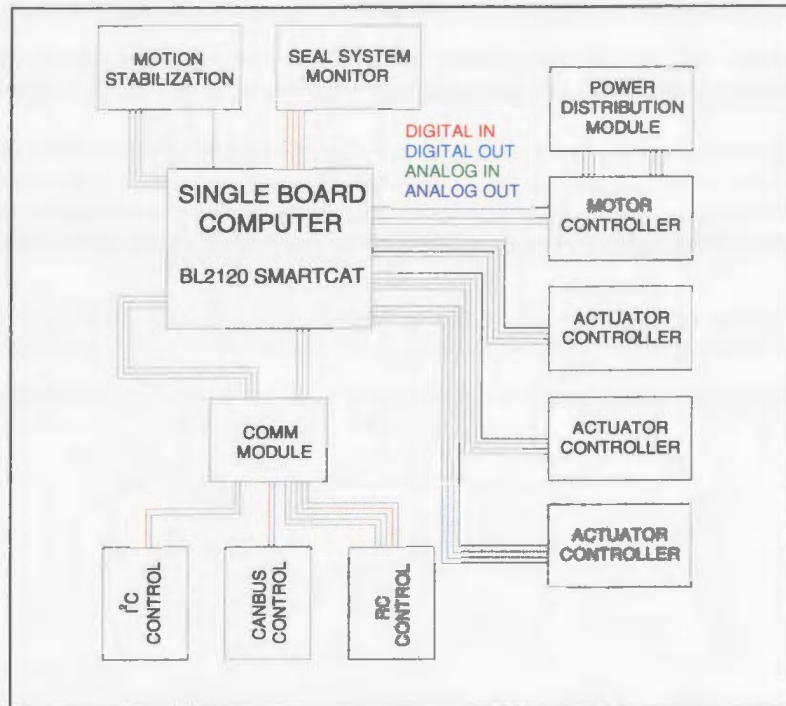 MOTION
STABILIZATION
SEAL SYSTEM
MONITOR
POWER
DISTRIBUTION
MODULE
DIGITAL IN
DIGITAL OUT
ANALOG IN
ANALOG OUT
SINGLE BOARD
COMPUTER
BL2120 SMARTCAT
MOTOR
CONTROLLER
ACTUATOR
CONTROLLER
COMM
MODULE
ACTUATOR
CONTROLLER
ACTUATOR
CONTROLLER
I²C
CONTROL
CANBUS
CONTROL
RC
CONTROL